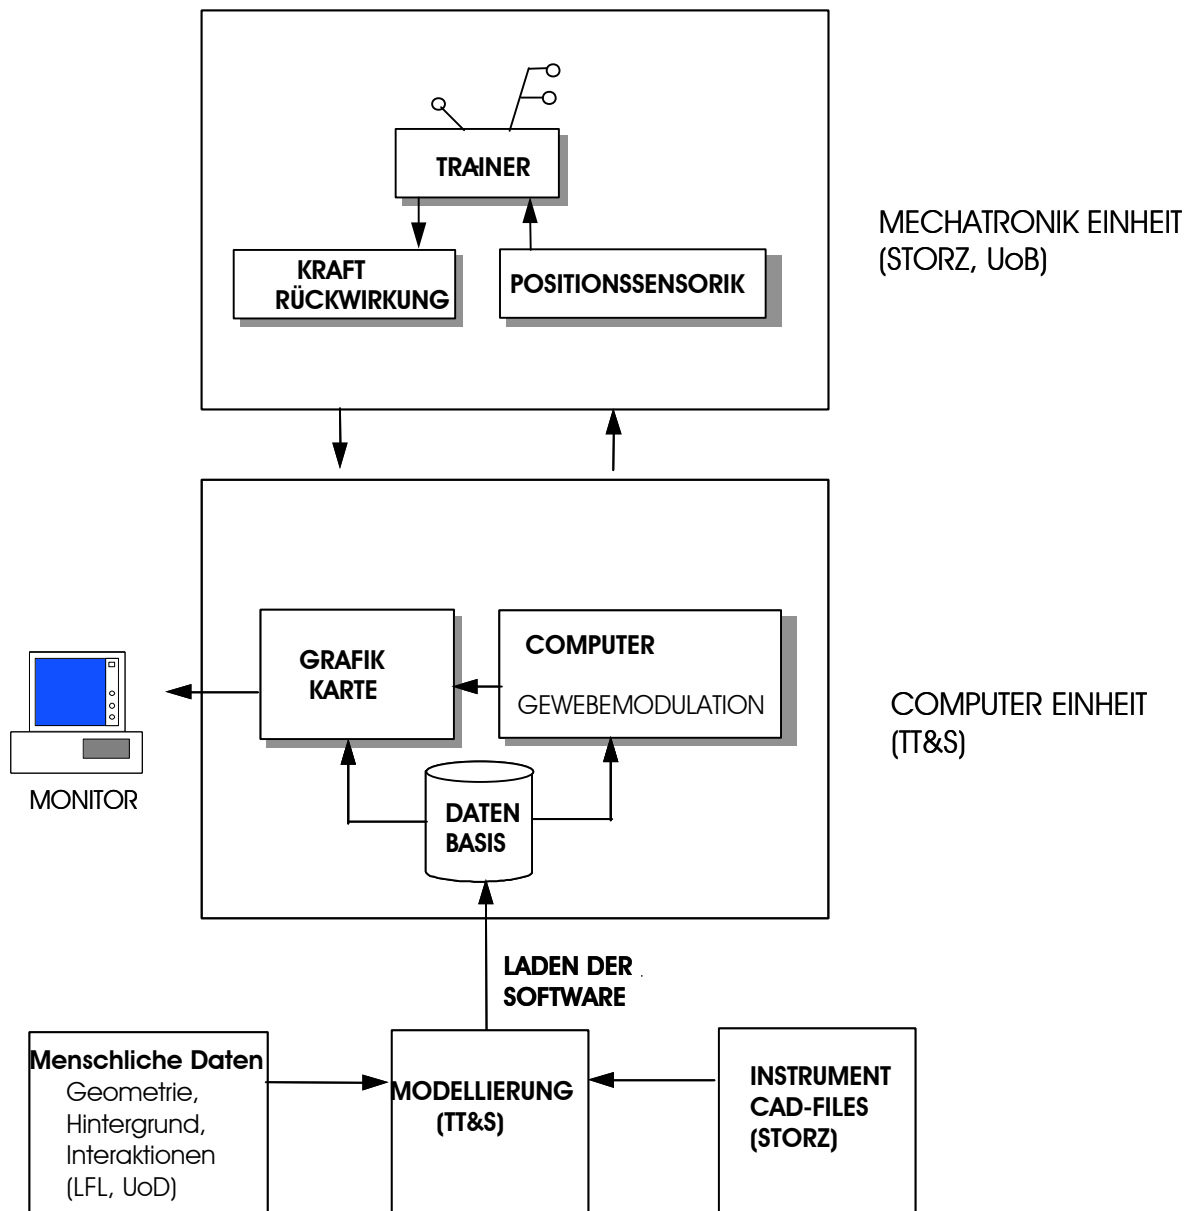 TRAINER
KRAFT
RÜCKWIRKUNG
POSITIONSSENSORIK
MECHATRONIK EINHEIT
(STORZ, UoB)
GRAFIK
KARTE
COMPUTER
GEWEBEMODULATION
COMPUTER EINHEIT
(TT&S)
MONITOR
DATEN
BASIS
LADEN DER
SOFTWARE
Menschliche Daten
Geometrie,
Hintergrund,
Interaktionen
(LFL, UoD)
MODELLIERUNG
(TT&S)
INSTRUMENT
CAD-FILES
(STORZ)